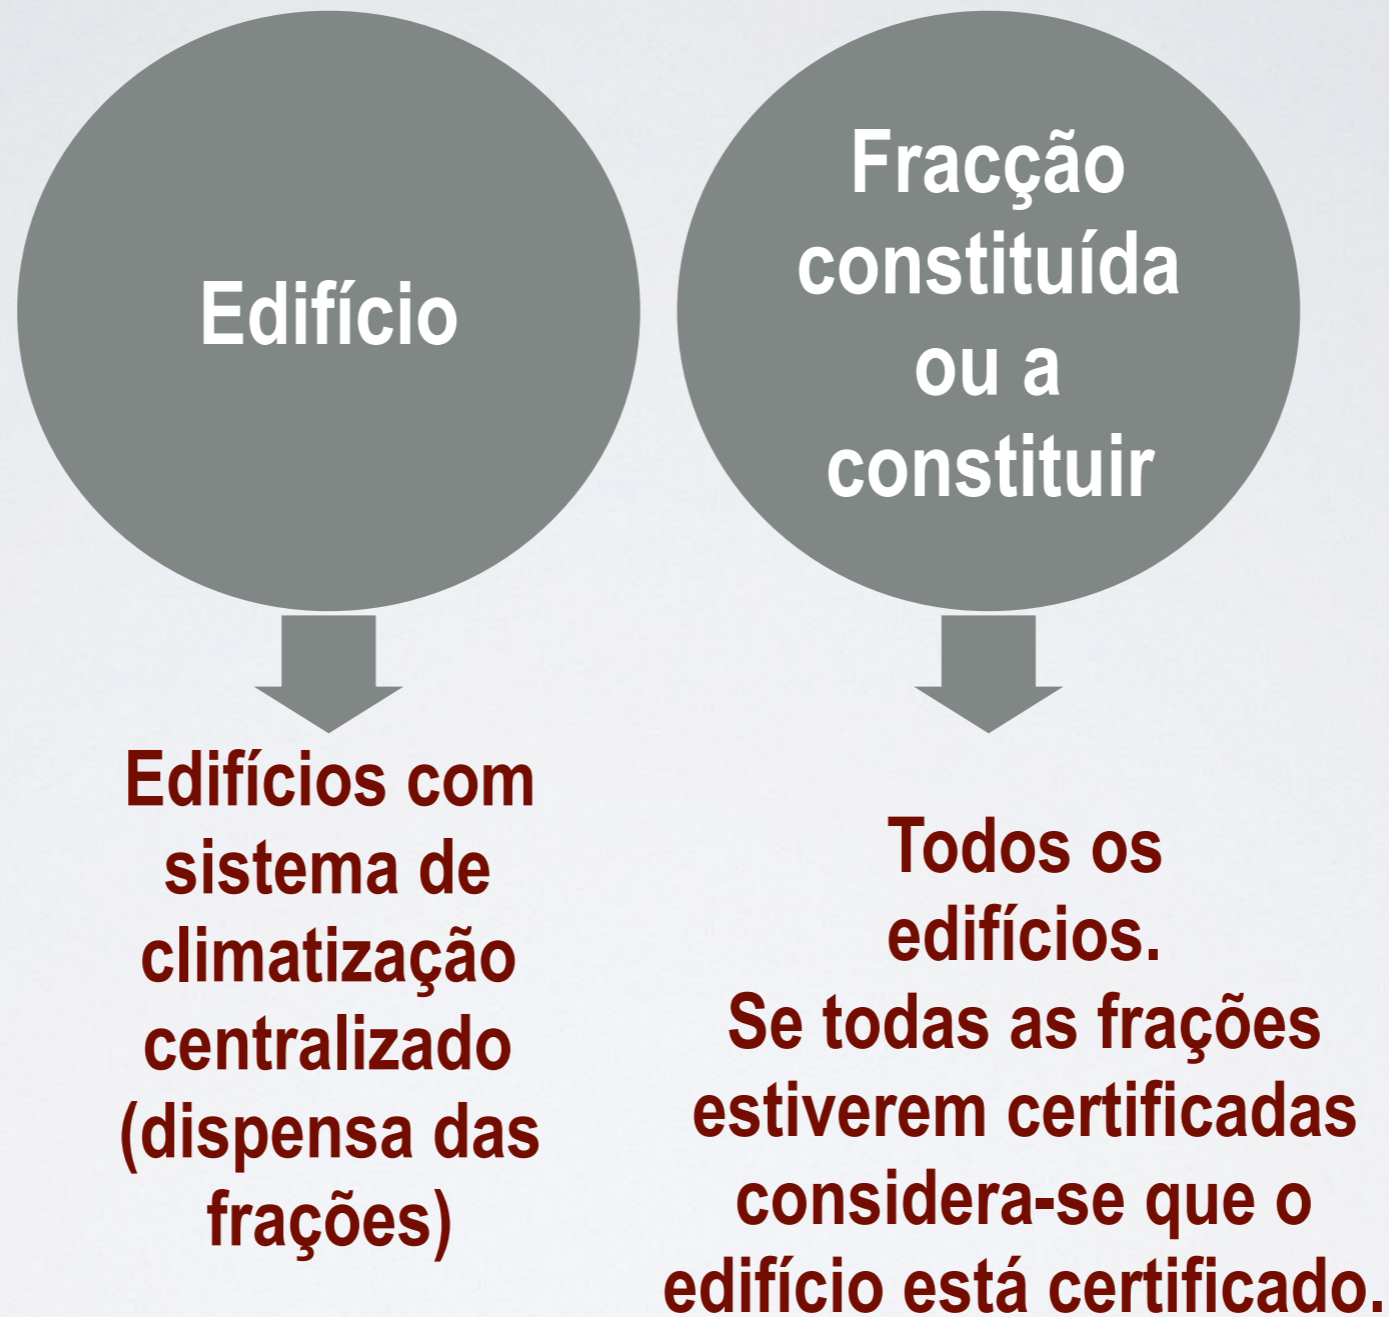 Edifício
Fracção
constituída
ou a
constituir
Edifícios com
sistema de
climatização
centralizado
(dispensa das
frações)
Todos os
edifícios.
Se todas as frações
estiverem certificadas
considera-se que o
edifício está certificado.